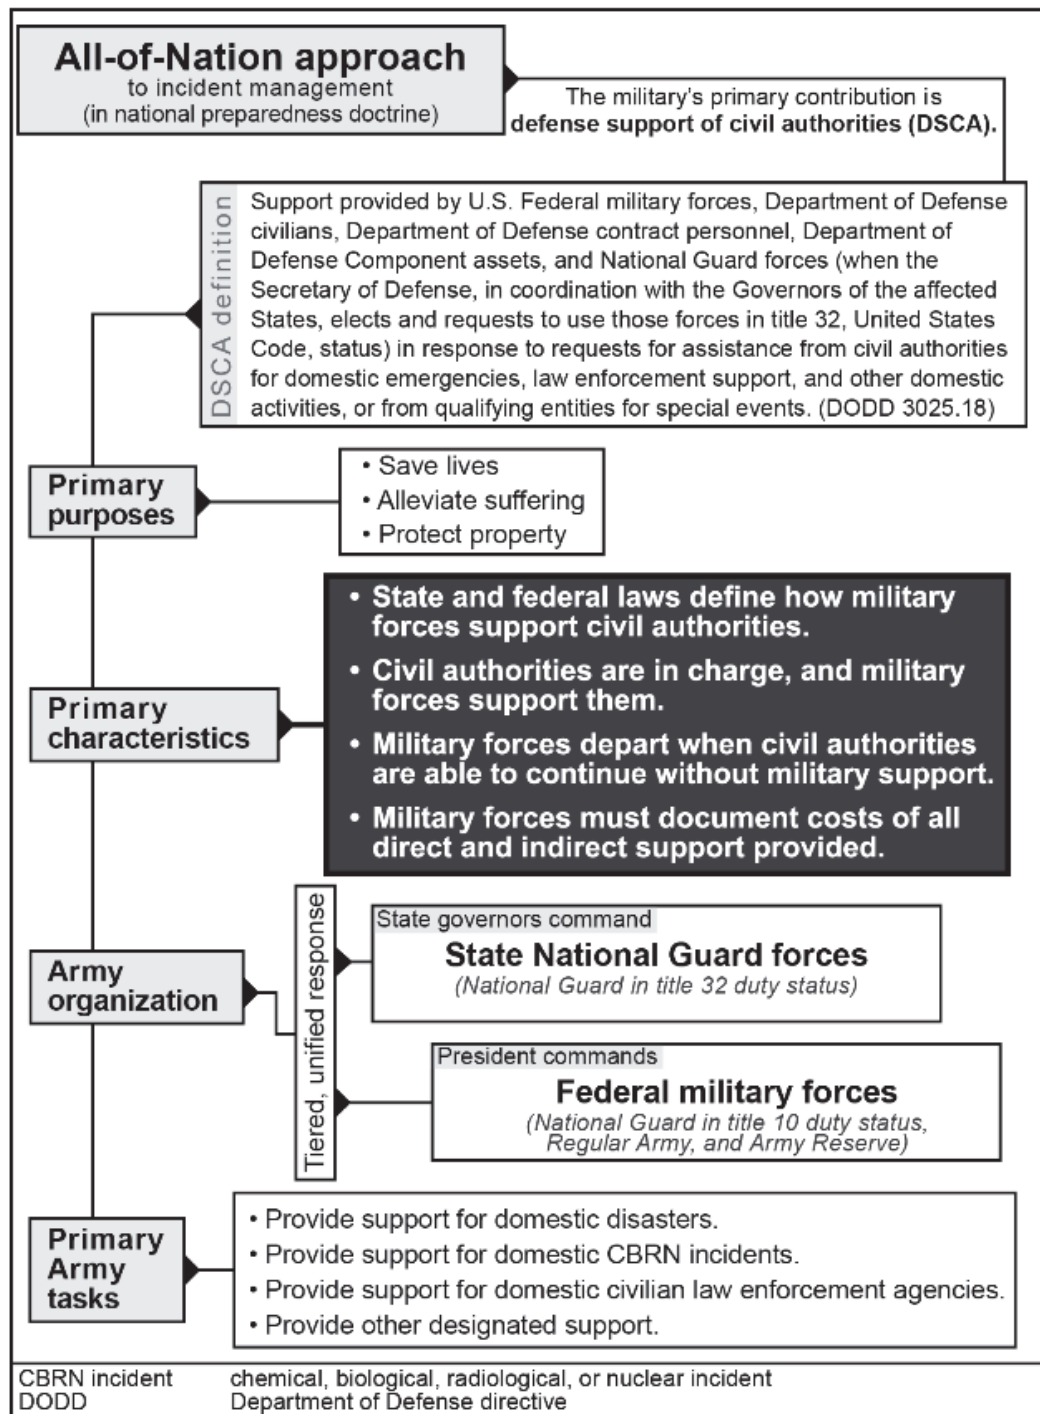 All-of-Nation approach
to incident management
(in national preparedness doctrine)
The military's primary contribution is
defense support of civil authorities (DSCA).
DSCA definition
Support provided by U.S. Federal military forces, Department of Defense
civilians, Department of Defense contract personnel, Department of
Defense Component assets, and National Guard forces (when the
Secretary of Defense, in coordination with the Governors of the affected
States, elects and requests to use those forces in title 32, United States
Code, status) in response to requests for assistance from civil authorities
for domestic emergencies, law enforcement support, and other domestic
activities, or from qualifying entities for special events. (DODD 3025.18)
Primary
purposes
• Save lives
• Alleviate suffering
• Protect property
Primary
characteristics
• State and federal laws define how military
forces support civil authorities.
• Civil authorities are in charge, and military
forces support them.
• Military forces depart when civil authorities
are able to continue without military support.
• Military forces must document costs of all
direct and indirect support provided.
Army
organization
Tiered, unified response
State governors command
State National Guard forces
(National Guard in title 32 duty status)
President commands
Federal military forces
(National Guard in title 10 duty status,
Regular Army, and Army Reserve)
Primary
Army
tasks
• Provide support for domestic disasters.
• Provide support for domestic CBRN incidents.
• Provide support for domestic civilian law enforcement agencies.
• Provide other designated support.
CBRN incident chemical, biological, radiological, or nuclear incident
DODD Department of Defense directive